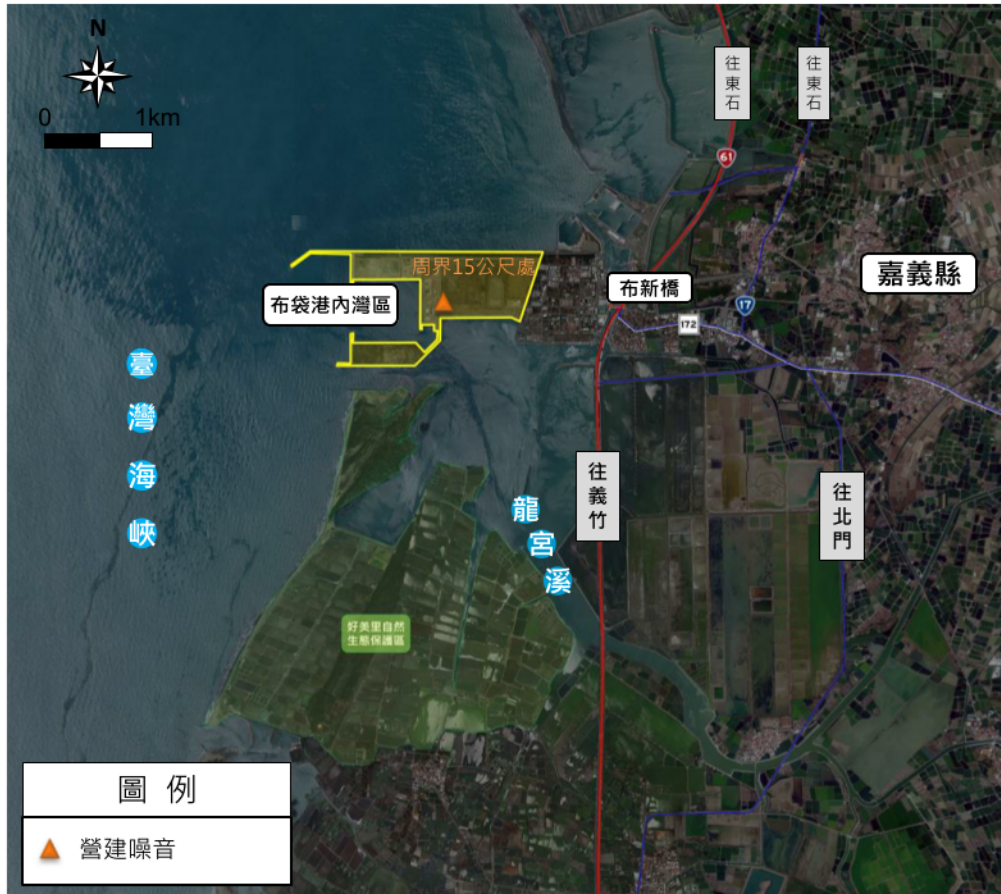 N
0 1km
往東石
往東石
61
周界15公尺處
布袋港內灣區
布新橋
嘉義縣
17
172
臺灣海峽
往義竹
往北門
龍宮溪
好美里自然
生態保護區
圖 例
營建噪音